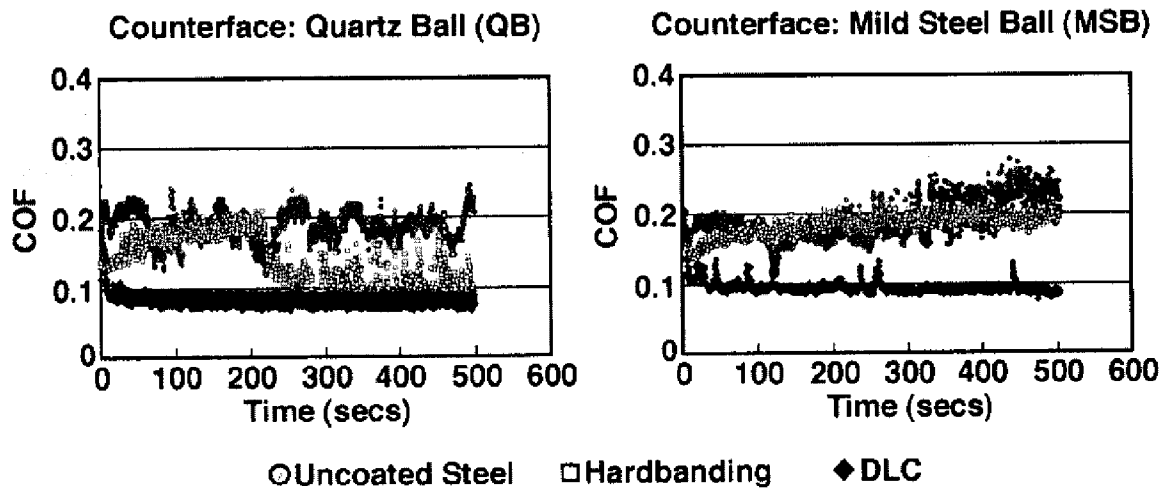 Counterface: Quartz Ball (QB)
0.4
0.3
0.2
0.1
0
COF
0 100 200 300 400 500 600
Time (secs)
Counterface: Mild Steel Ball (MSB)
0.4
0.3
0.2
0.1
0
COF
0 100 200 300 400 500 600
Time (secs)
Uncoated Steel Hardbanding DLC